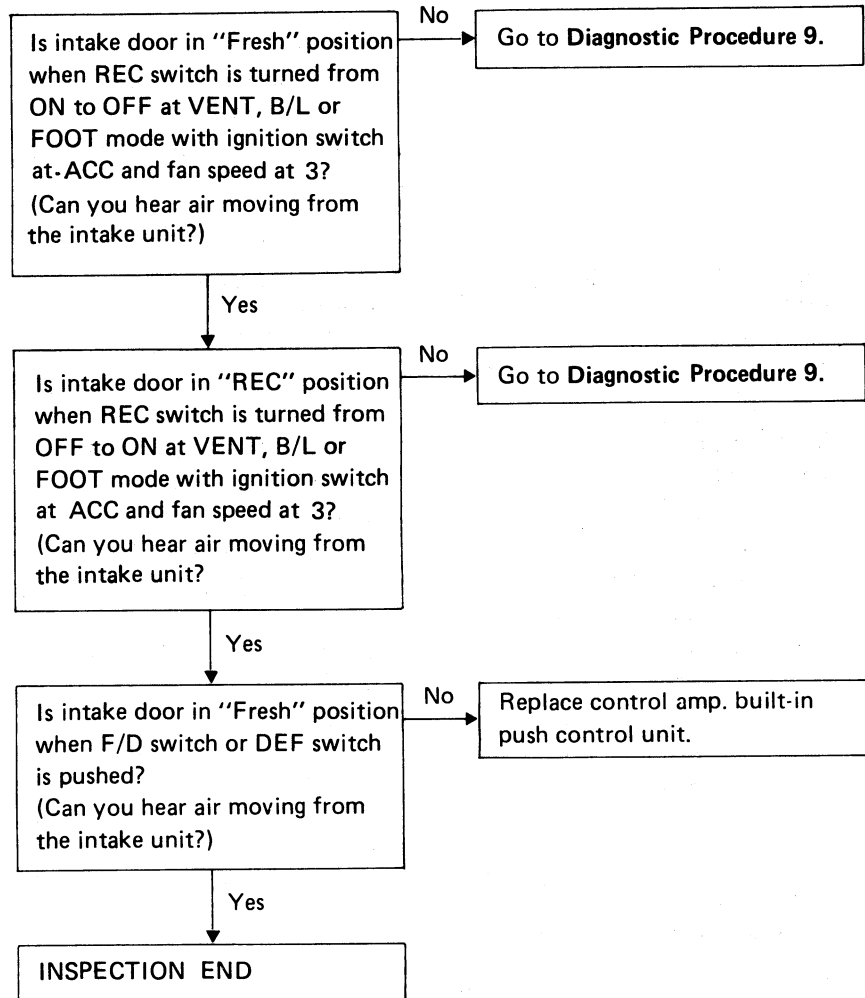 Is intake door in "Fresh" position
when REC switch is turned from
ON to OFF at VENT, B/L or
FOOT mode with ignition switch
at-ACC and fan speed at 3?
(Can you hear air moving from
the intake unit?)
No
Go to Diagnostic Procedure 9.
Yes
Is intake door in "REC" position
when REC switch is turned from
OFF to ON at VENT, B/L or
FOOT mode with ignition switch
at ACC and fan speed at 3?
(Can you hear air moving from
the intake unit?
No
Go to Diagnostic Procedure 9.
Yes
Is intake door in "Fresh" position
when F/D switch or DEF switch
is pushed?
(Can you hear air moving from
the intake unit?)
No
Replace control amp. built-in
push control unit.
Yes
INSPECTION END